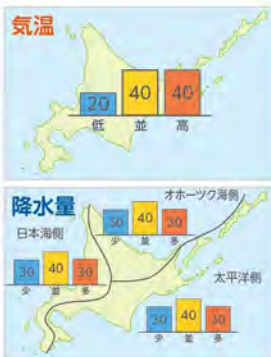 気温
20 40 40
低 並 高
降水量
オホーツク海側
日本海側
30 40 30
少 並 多
30 40 30
少 並 多
太平洋側
30 40 30
少 並 多